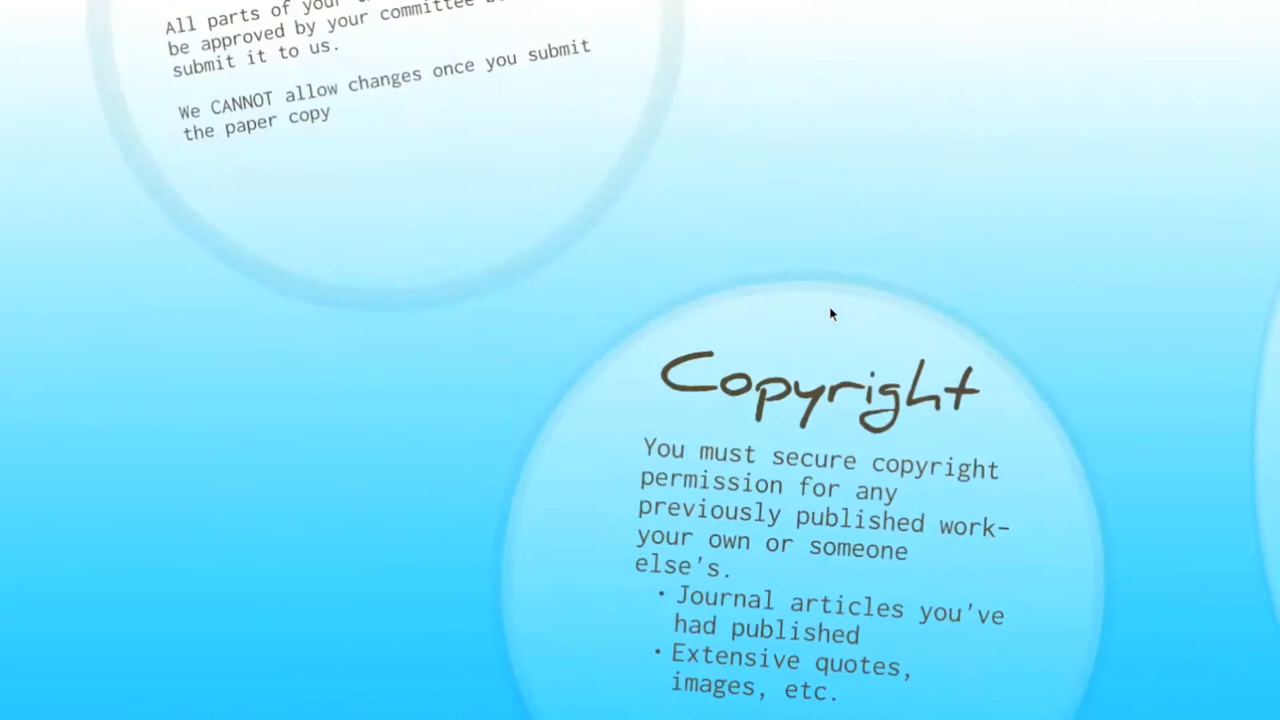 All parts of your
be approved by your committee
submit it to us.
We CANNOT allow changes once you submit
the paper copy
Copyright
You must secure copyright
permission for any
previously published work-
your own or someone
else's.
• Journal articles you've
had published
• Extensive quotes,
images, etc.